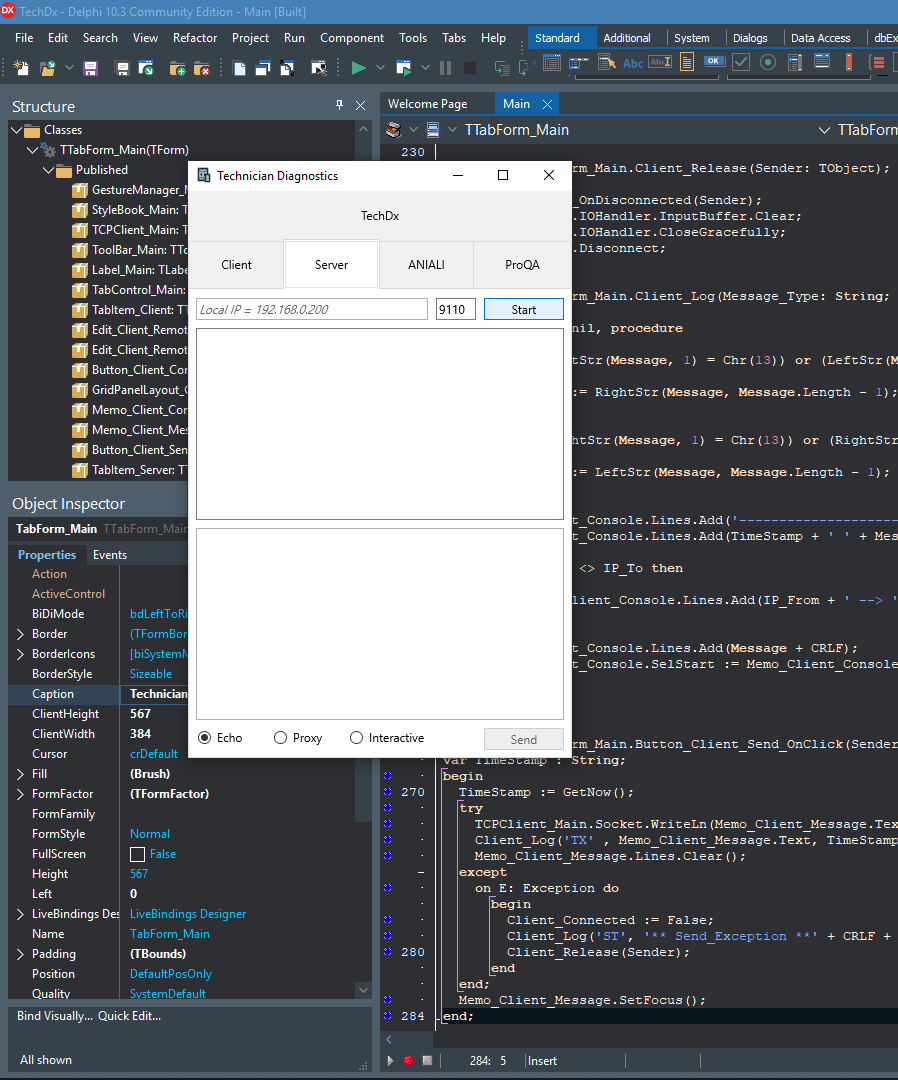 DX TechDx - Delphi 10.3 Community Edition - Main [Built]
File Edit Search View Refactor Project Run Component Tools Tabs Help
Standard Additional System Dialogs Data Access dbEx
Abc OK
Structure
Classes
TTabForm_Main(TForm)
Published
GestureManager_M
StyleBook_Main: T
TCPClient_Main: T
ToolBar_Main: TTo
Label_Main: TLabe
TabControl_Main:
TabItem_Client: TT
Edit_Client_Remot
Edit_Client_Remot
Button_Client_Con
GridPanelLayout_C
Memo_Client_Con
Memo_Client_Mes
Button_Client_Sen
TabItem_Server: TT
Object Inspector
TabForm_Main TTabForm_Main
Properties Events
Action
ActiveControl
BiDiMode bdLeftToRi
Border (TFormBor
BorderIcons [biSystemM
BorderStyle Sizeable
Caption Technician
ClientHeight 567
ClientWidth 384
Cursor crDefault
Fill (Brush)
FormFactor (TFormFactor)
FormFamily
FormStyle Normal
FullScreen False
Height 567
Left 0
LiveBindings Des LiveBindings Designer
Name TabForm_Main
Padding (TBounds)
Position DefaultPosOnly
Quality SystemDefault
Bind Visually... Quick Edit...
All shown
Technician Diagnostics
TechDx
Client Server ANIALI ProQA
Local IP = 192.168.0.200 9110 Start
Echo Proxy Interactive Send
Welcome Page Main
TTabForm_Main TTabForm
230
rm_Main.Client_Release(Sender: TObject);
_OnDisconnected(Sender);
.IOHandler.InputBuffer.Clear;
.IOHandler.CloseGracefully;
.Disconnect;
rm_Main.Client_Log(Message_Type: String;
nil, procedure
htStr(Message, 1) = Chr(13)) or (LeftStr(M
:= RightStr(Message, Message.Length - 1);
htStr(Message, 1) = Chr(13)) or (RightStr
:= LeftStr(Message, Message.Length - 1);
t_Console.Lines.Add('--------------------
t_Console.Lines.Add(TimeStamp + ' ' + Mes
<> IP_To then
lient_Console.Lines.Add(IP_From + ' --> '
t_Console.Lines.Add(Message + CRLF);
t_Console.SelStart := Memo_Client_Console
rm_Main.Button_Client_Send_OnClick(Sender
var TimeStamp : String;
begin
270 TimeStamp := GetNow();
try
TCPClient_Main.Socket.WriteLn(Memo_Client_Message.Tex
Client_Log('TX' , Memo_Client_Message.Text, TimeStamp
Memo_Client_Message.Lines.Clear();
except
on E: Exception do
begin
Client_Connected := False;
Client_Log('ST', '** Send_Exception **' + CRLF +
280 Client_Release(Sender);
end
end;
Memo_Client_Message.SetFocus();
284 end;
284: 5 Insert